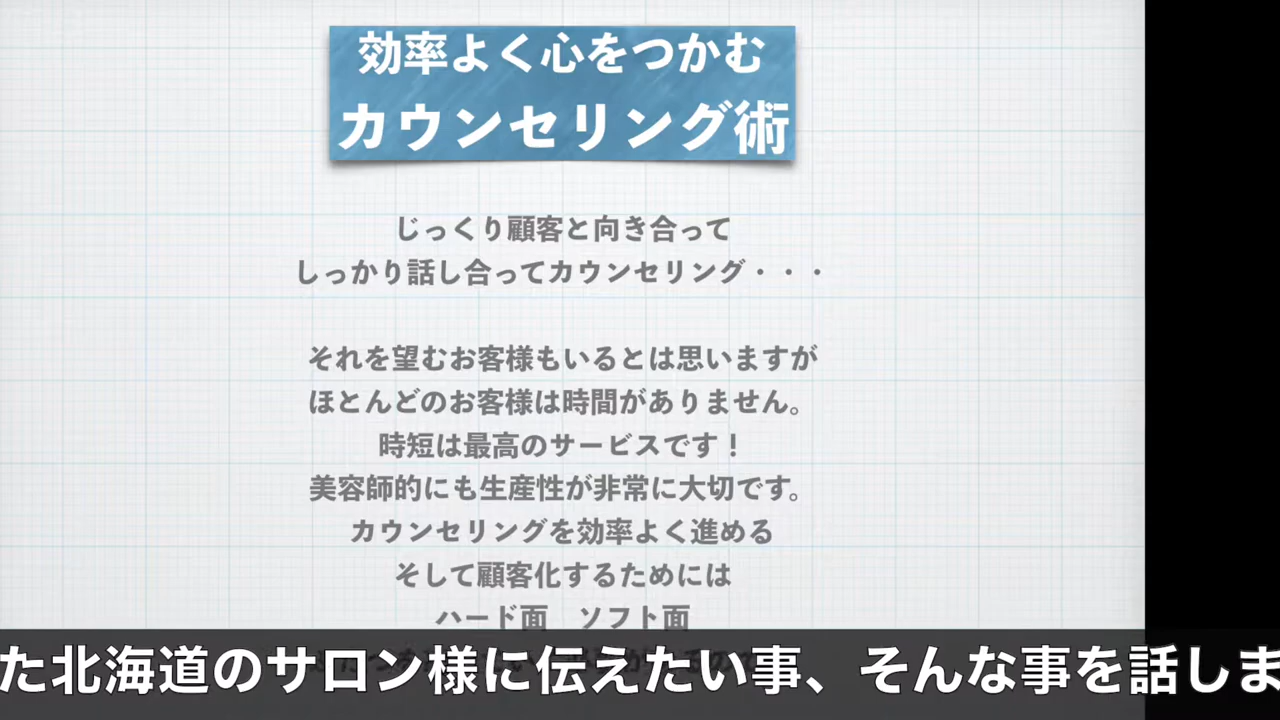 効率よく心をつかむ
カウンセリング術
じっくり顧客と向き合って
しっかり話し合ってカウンセリング・・・
それを望むお客様もいるとは思いますが
ほとんどのお客様は時間がありません。
時短は最高のサービスです！
美容師的にも生産性が非常に大切です。
カウンセリングを効率よく進める
そして顧客化するためには
ハード面　ソフト面
た北海道のサロン様に伝えたい事、そんな事を話しま